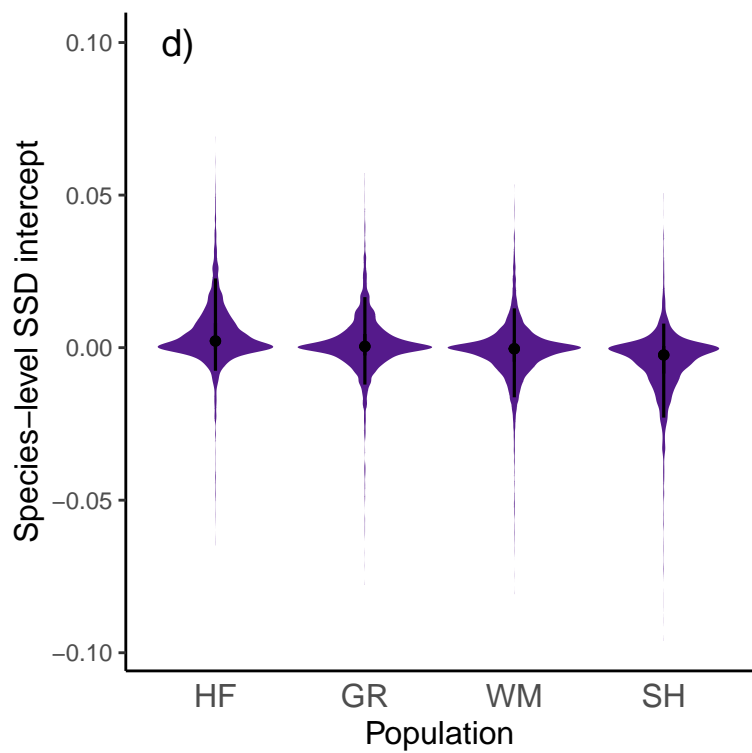 d)
Species−level SSD intercept
0.10
0.05
0.00
−0.05
−0.10
HF GR WM SH
Population